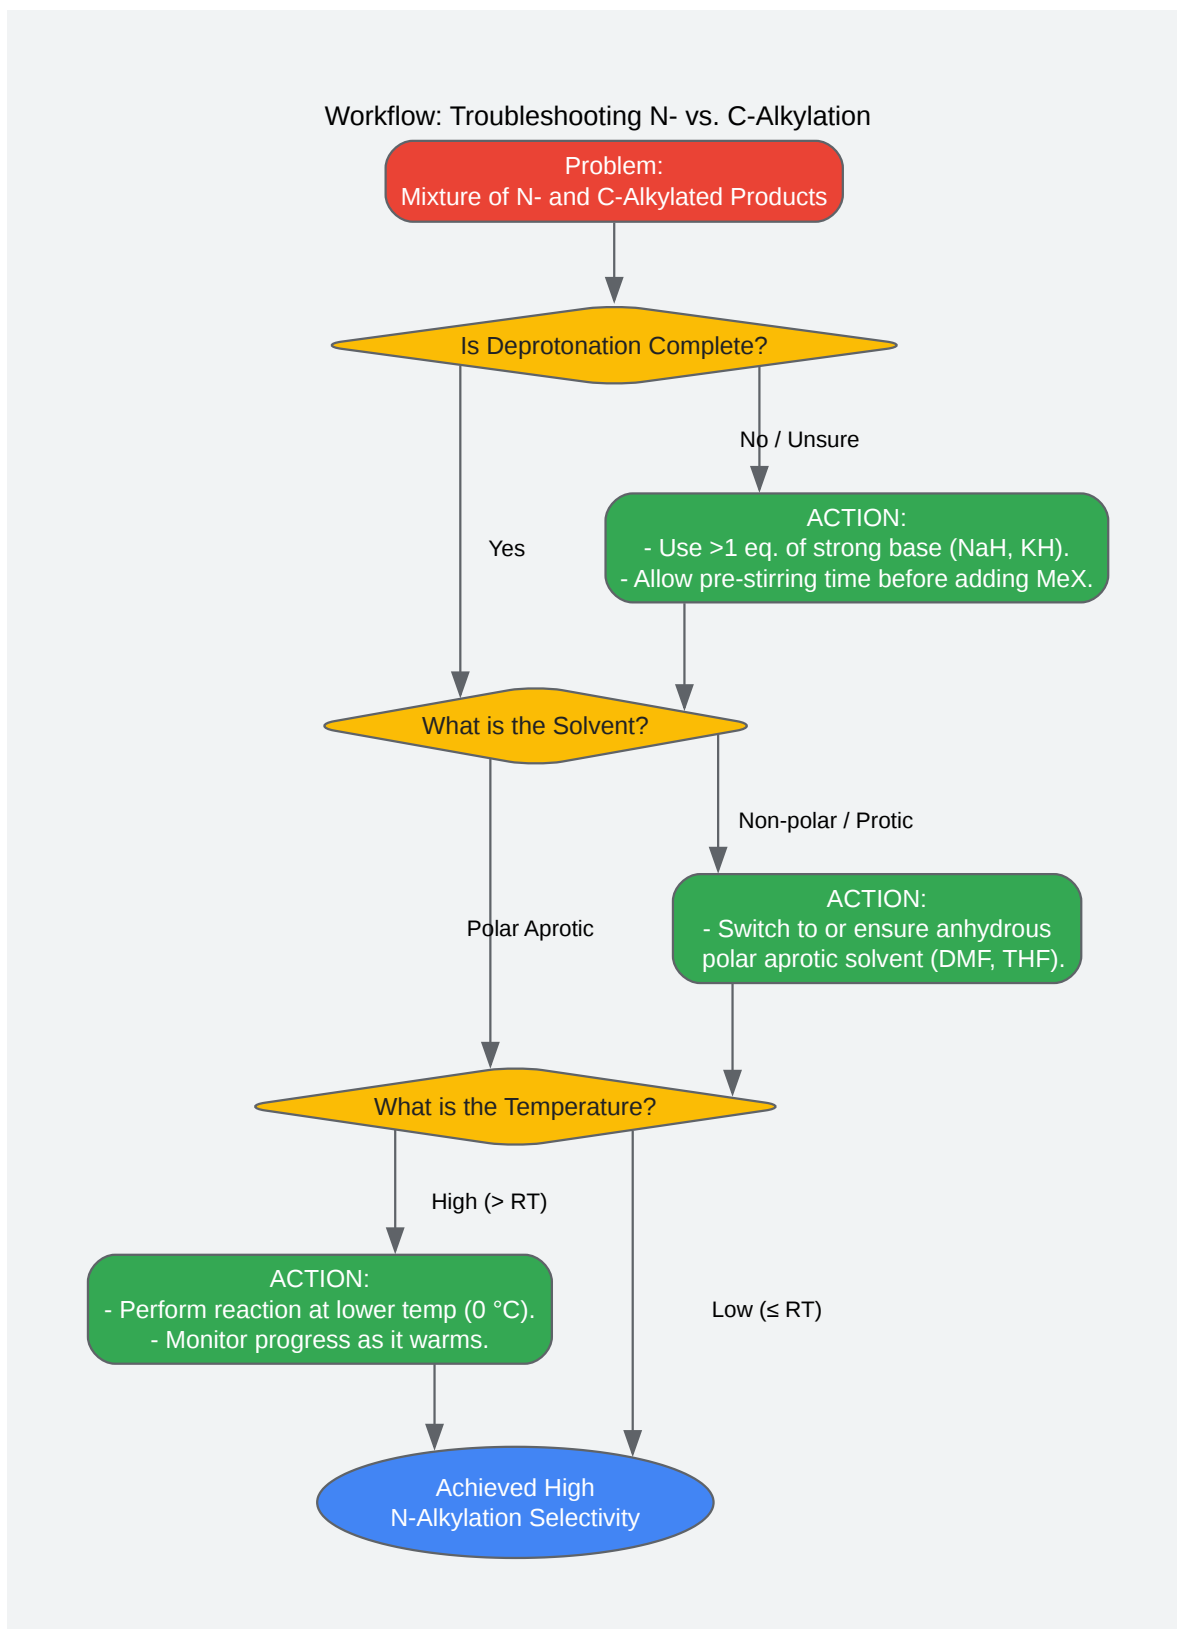 Workflow: Troubleshooting N- vs. C-Alkylation
Problem:
Mixture of N- and C-Alkylated Products
Is Deprotonation Complete?
No / Unsure
Yes
ACTION:
- Use >1 eq. of strong base (NaH, KH).
- Allow pre-stirring time before adding MeX.
What is the Solvent?
Non-polar / Protic
Polar Aprotic
ACTION:
- Switch to or ensure anhydrous
polar aprotic solvent (DMF, THF).
What is the Temperature?
High (> RT)
Low (≤ RT)
ACTION:
- Perform reaction at lower temp (0 °C).
- Monitor progress as it warms.
Achieved High
N-Alkylation Selectivity